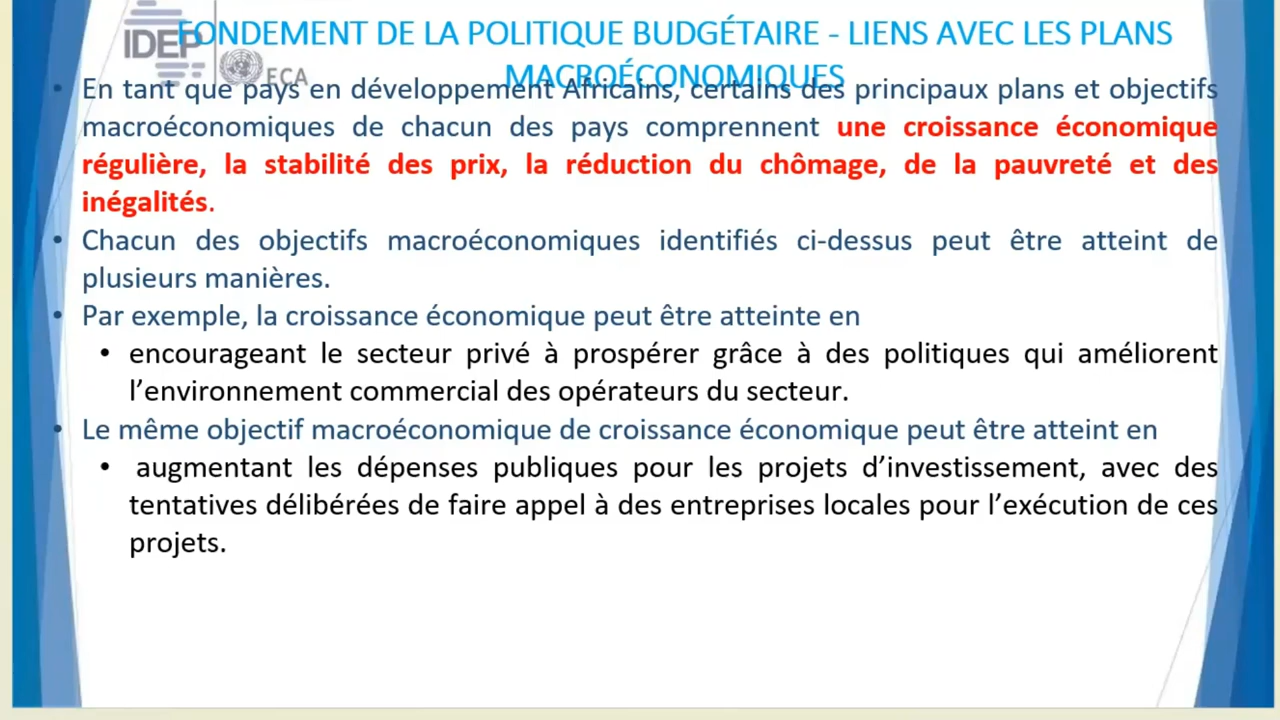 FONDEMENT DE LA POLITIQUE BUDGÉTAIRE - LIENS AVEC LES PLANS
MACROÉCONOMIQUES
IDEP
ECA
• En tant que pays en développement Africains, certains des principaux plans et objectifs
macroéconomiques de chacun des pays comprennent une croissance économique
régulière, la stabilité des prix, la réduction du chômage, de la pauvreté et des
inégalités.
• Chacun des objectifs macroéconomiques identifiés ci-dessus peut être atteint de
plusieurs manières.
• Par exemple, la croissance économique peut être atteinte en
• encourageant le secteur privé à prospérer grâce à des politiques qui améliorent
l’environnement commercial des opérateurs du secteur.
• Le même objectif macroéconomique de croissance économique peut être atteint en
• augmentant les dépenses publiques pour les projets d’investissement, avec des
tentatives délibérées de faire appel à des entreprises locales pour l’exécution de ces
projets.